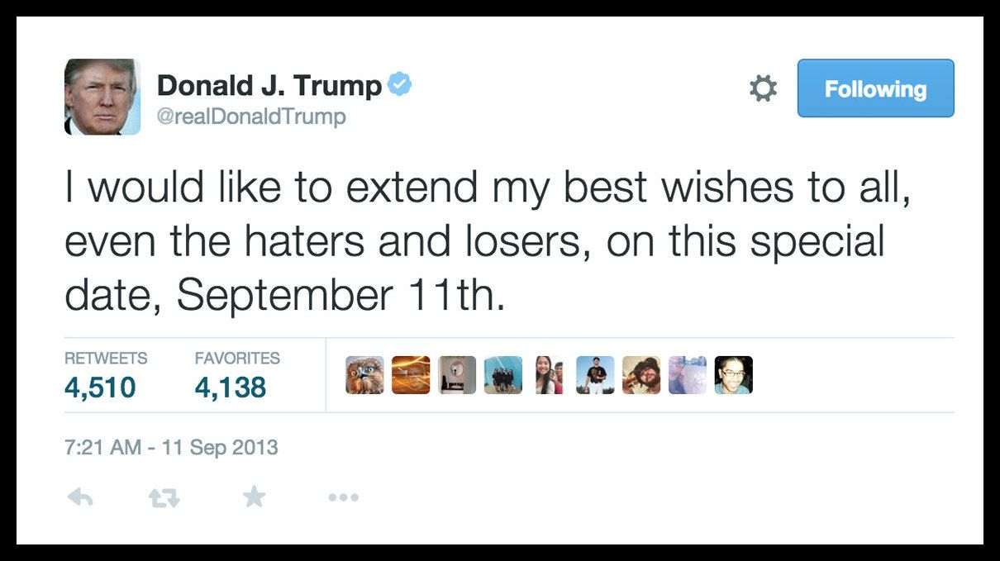 Donald J. Trump
@realDonaldTrump
Following
I would like to extend my best wishes to all,
even the haters and losers, on this special
date, September 11th.
RETWEETS FAVORITES
4,510 4,138
7:21 AM - 11 Sep 2013